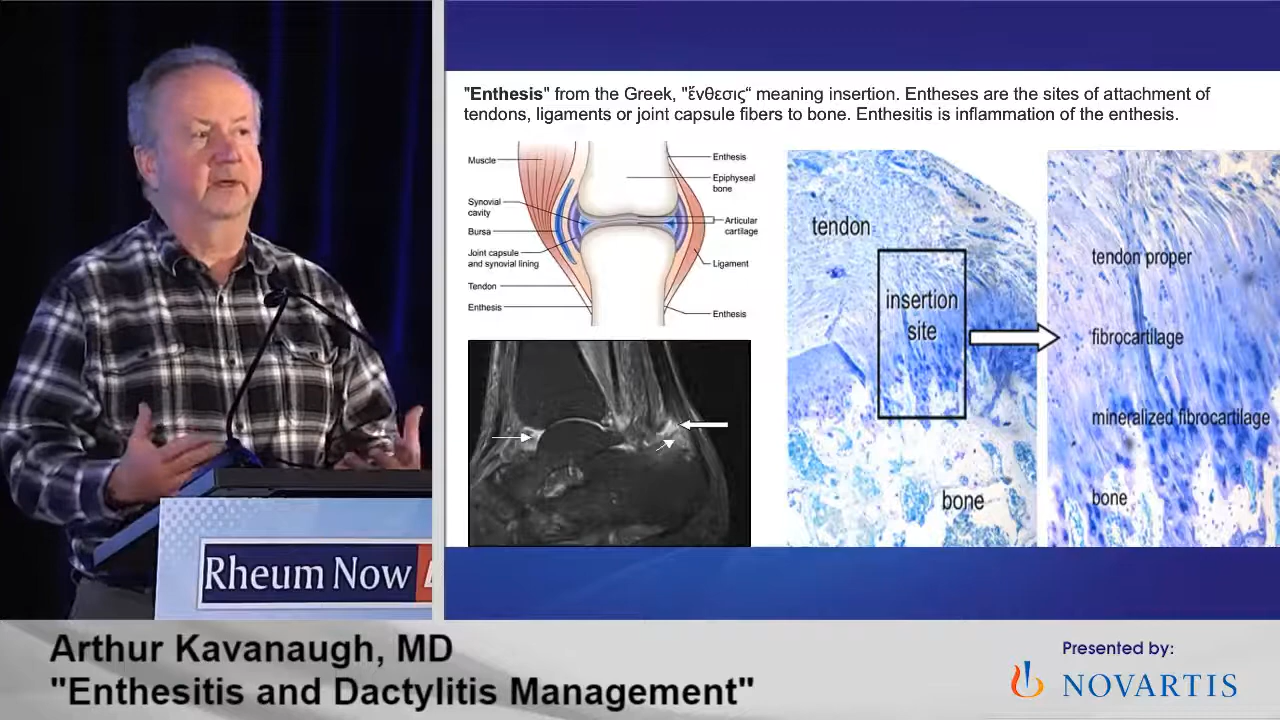 "Enthesis" from the Greek, "ἔνθεσις“ meaning insertion. Entheses are the sites of attachment of
tendons, ligaments or joint capsule fibers to bone. Enthesitis is inflammation of the enthesis.
Muscle
Synovial
cavity
Bursa
Joint capsule
and synovial lining
Tendon
Enthesis
Enthesis
Epiphyseal
bone
Articular
cartilage
Ligament
Enthesis
tendon
insertion
site
bone
tendon proper
fibrocartilage
mineralized fibrocartilage
bone
Rheum Now
Arthur Kavanaugh, MD
"Enthesitis and Dactylitis Management"
Presented by:
NOVARTIS